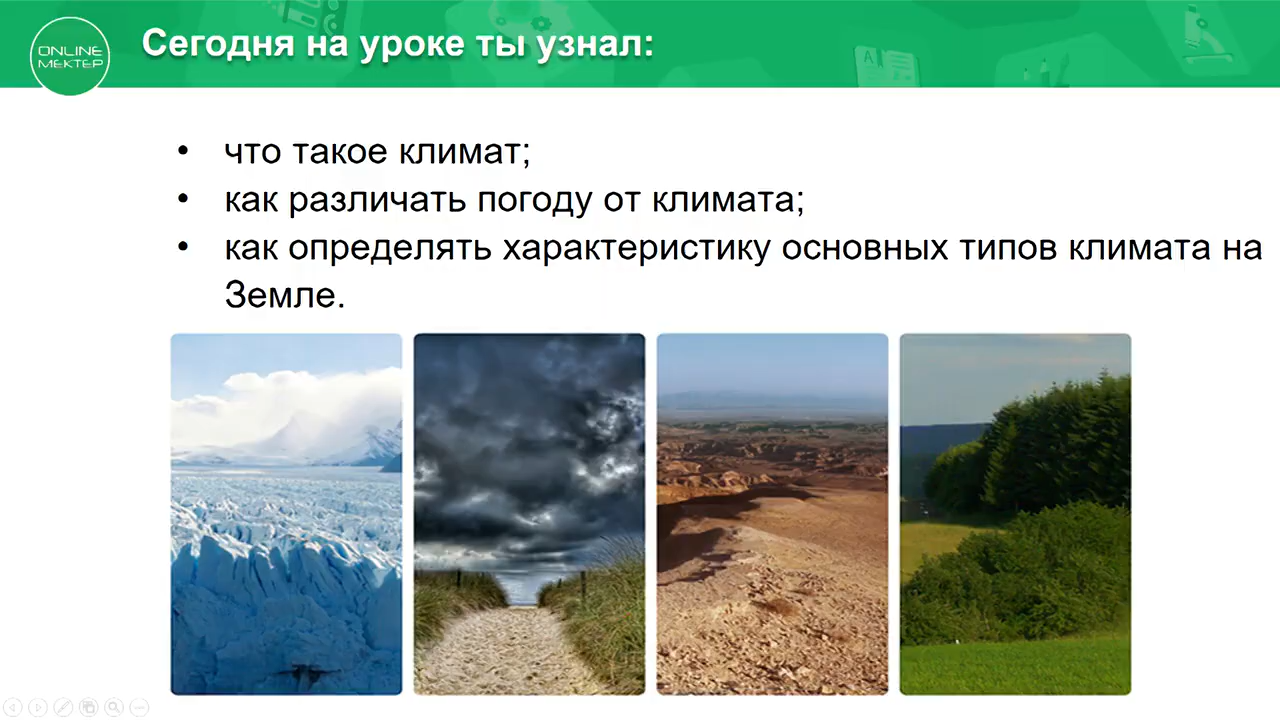 ONLINE
МЕКТЕР
Сегодня на уроке ты узнал:
• что такое климат;
• как различать погоду от климата;
• как определять характеристику основных типов климата на
Земле.